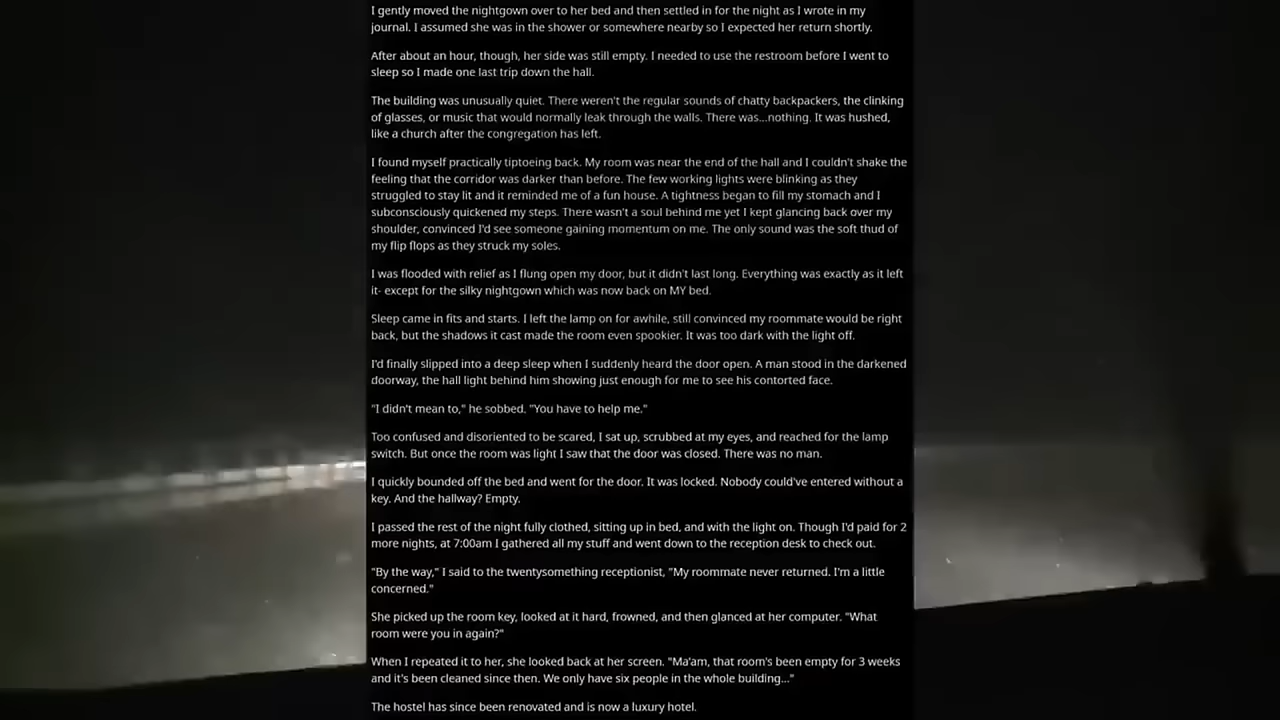 I gently moved the nightgown over to her bed and then settled in for the night as I wrote in my
journal. I assumed she was in the shower or somewhere nearby so I expected her return shortly.
After about an hour, though, her side was still empty. I needed to use the restroom before I went to
sleep so I made one last trip down the hall.
The building was unusually quiet. There weren't the regular sounds of chatty backpackers, the clinking
of glasses, or music that would normally leak through the walls. There was...nothing. It was hushed,
like a church after the congregation has left.
I found myself practically tiptoeing back. My room was near the end of the hall and I couldn't shake the
feeling that the corridor was darker than before. The few working lights were blinking as they
struggled to stay lit and it reminded me of a fun house. A tightness began to fill my stomach and I
subconsciously quickened my steps. There wasn't a soul behind me yet I kept glancing back over my
shoulder, convinced I'd see someone gaining momentum on me. The only sound was the soft thud of
my flip flops as they struck my soles.
I was flooded with relief as I flung open my door, but it didn't last long. Everything was exactly as it left
it- except for the silky nightgown which was now back on MY bed.
Sleep came in fits and starts. I left the lamp on for awhile, still convinced my roommate would be right
back, but the shadows it cast made the room even spookier. It was too dark with the light off.
I'd finally slipped into a deep sleep when I suddenly heard the door open. A man stood in the darkened
doorway, the hall light behind him showing just enough for me to see his contorted face.
"I didn't mean to," he sobbed. "You have to help me."
Too confused and disoriented to be scared, I sat up, scrubbed at my eyes, and reached for the lamp
switch. But once the room was light I saw that the door was closed. There was no man.
I quickly bounded off the bed and went for the door. It was locked. Nobody could've entered without a
key. And the hallway? Empty.
I passed the rest of the night fully clothed, sitting up in bed, and with the light on. Though I'd paid for 2
more nights, at 7:00am I gathered all my stuff and went down to the reception desk to check out.
"By the way," I said to the twentysomething receptionist, "My roommate never returned. I'm a little
concerned."
She picked up the room key, looked at it hard, frowned, and then glanced at her computer. "What
room were you in again?"
When I repeated it to her, she looked back at her screen. "Ma'am, that room's been empty for 3 weeks
and it's been cleaned since then. We only have six people in the whole building..."
The hostel has since been renovated and is now a luxury hotel.